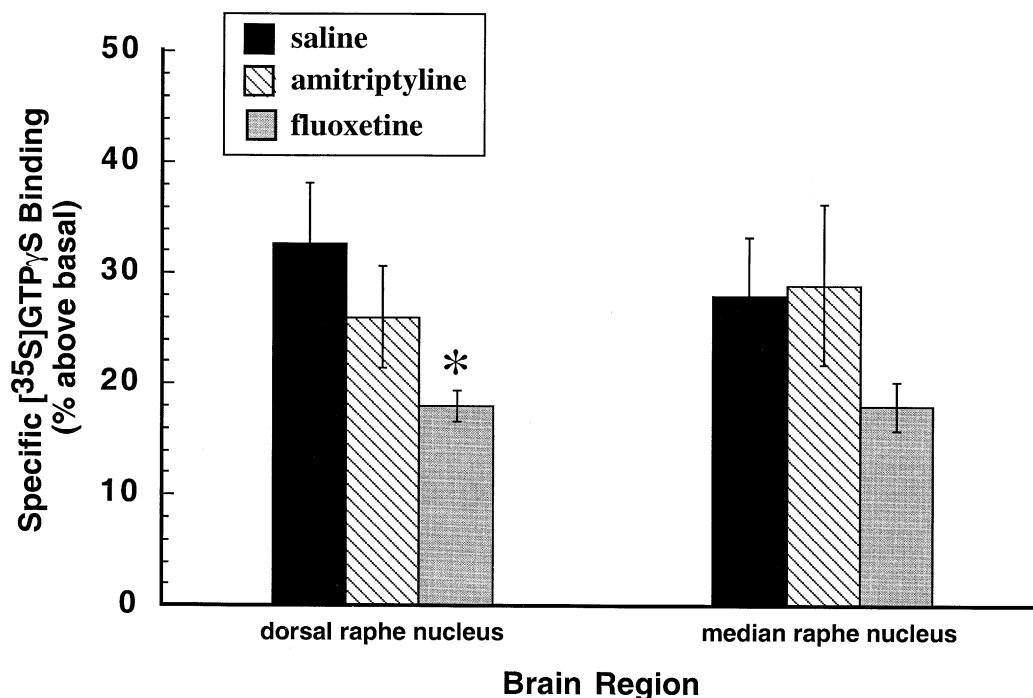 Specific [35S]GTPγS Binding
(% above basal)
50
40
30
20
10
0
saline
amitriptyline
fluoxetine
*
dorsal raphe nucleus
median raphe nucleus
Brain Region